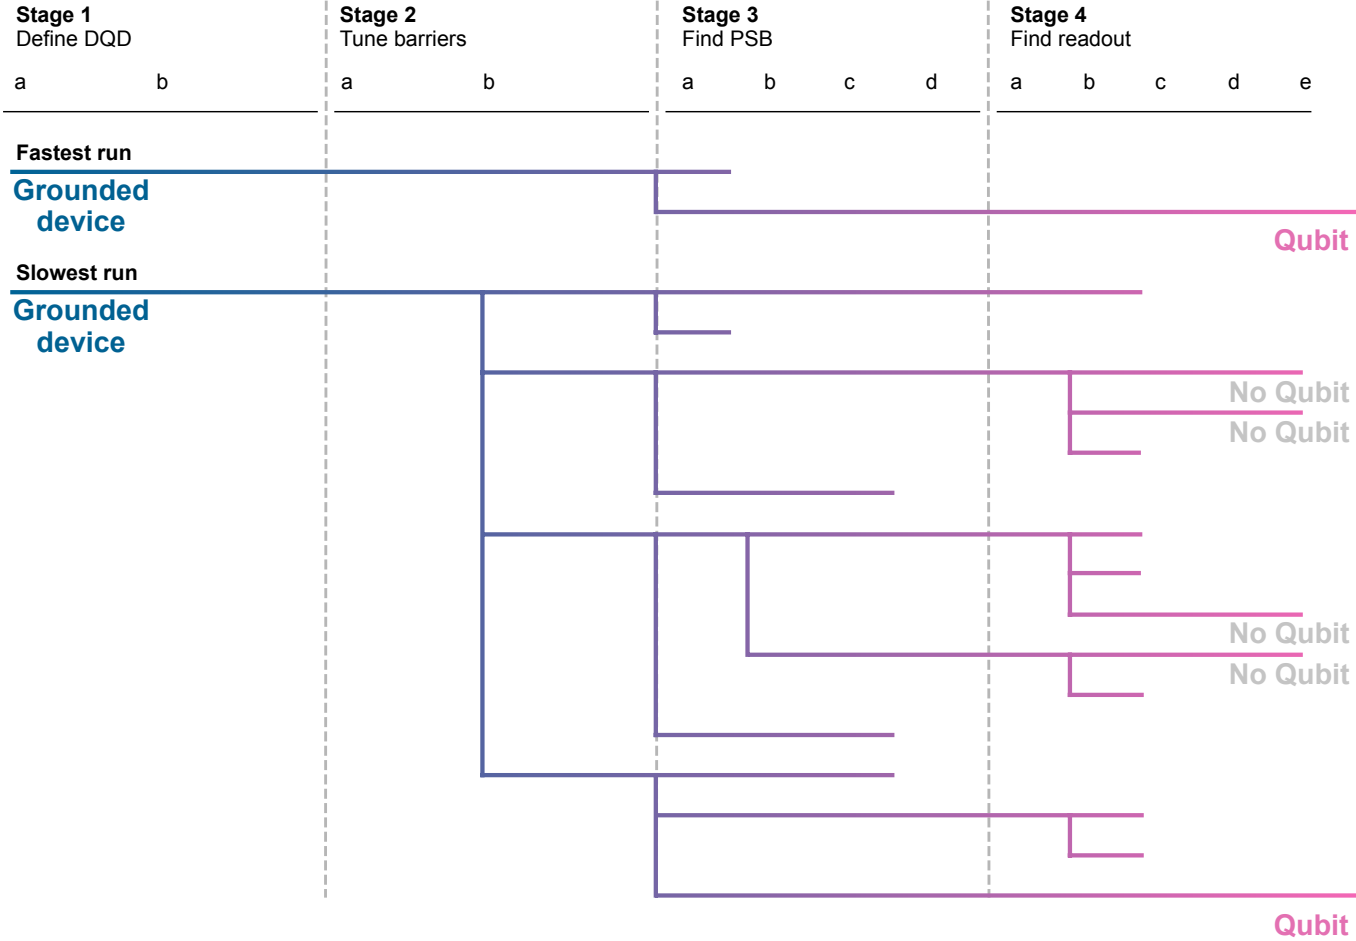 Stage 1
Define DQD
Stage 2
Tune barriers
Stage 3
Find PSB
Stage 4
Find readout
a b
a b
a b c d
a b c d e
Fastest run
Grounded
device
Qubit
Slowest run
Grounded
device
No Qubit
No Qubit
No Qubit
No Qubit
Qubit